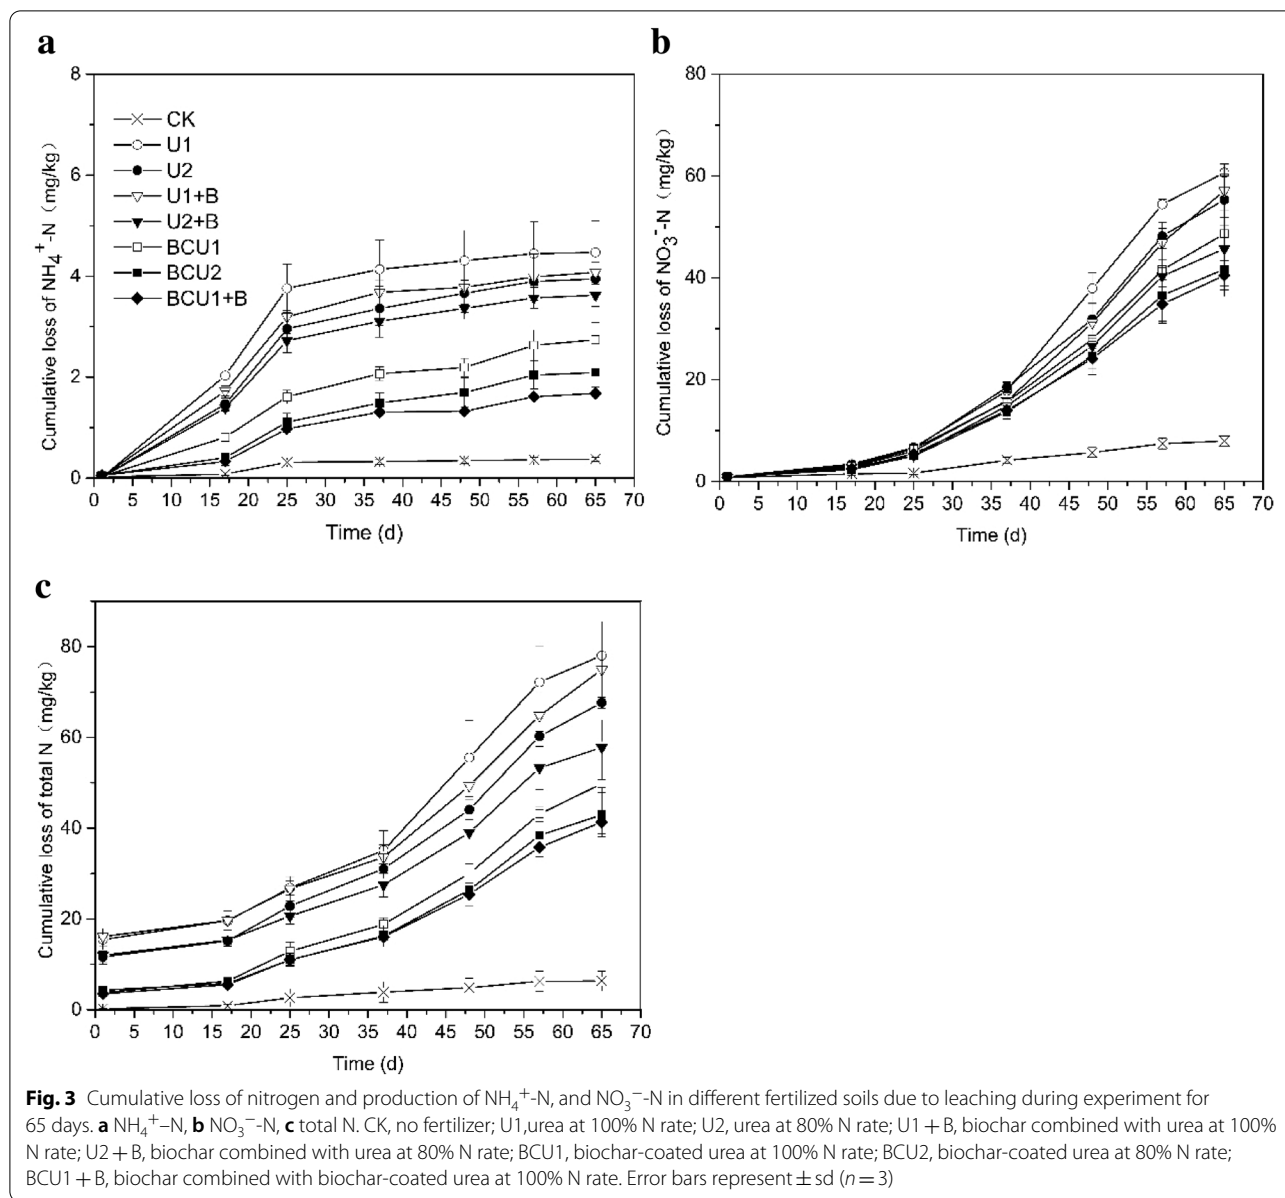 a
Cumulative loss of NH₄⁺-N (mg/kg)
8
6
4
2
0
CK
U1
U2
U1+B
U2+B
BCU1
BCU2
BCU1+B
0 5 10 15 20 25 30 35 40 45 50 55 60 65 70
Time (d)
b
Cumulative loss of NO₃⁻-N (mg/kg)
80
60
40
20
0
0 5 10 15 20 25 30 35 40 45 50 55 60 65 70
Time (d)
c
Cumulative loss of total N (mg/kg)
80
60
40
20
0
0 5 10 15 20 25 30 35 40 45 50 55 60 65 70
Time (d)
Fig. 3 Cumulative loss of nitrogen and production of NH₄⁺-N, and NO₃⁻-N in different fertilized soils due to leaching during experiment for
65 days. a NH₄⁺–N, b NO₃⁻-N, c total N. CK, no fertilizer; U1,urea at 100% N rate; U2, urea at 80% N rate; U1 + B, biochar combined with urea at 100%
N rate; U2 + B, biochar combined with urea at 80% N rate; BCU1, biochar-coated urea at 100% N rate; BCU2, biochar-coated urea at 80% N rate;
BCU1 + B, biochar combined with biochar-coated urea at 100% N rate. Error bars represent ± sd (n = 3)